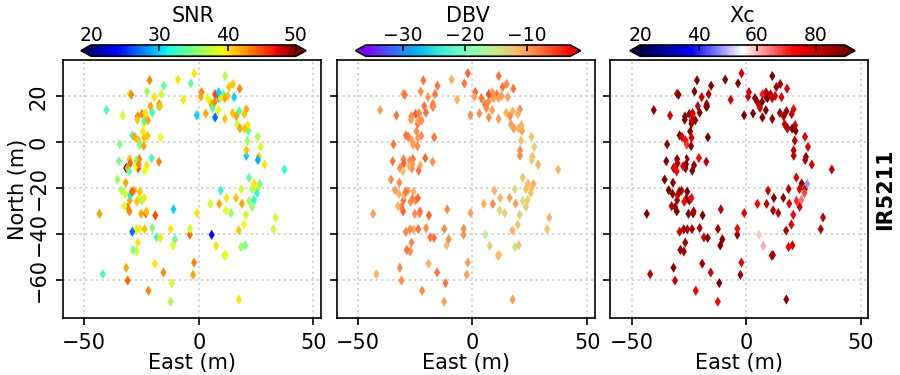 SNR DBV Xc
20 30 40 50 −30 −20 −10 20 40 60 80
20
0
−20
−40
−60
North (m)
−50 0 50 −50 0 50 −50 0 50
East (m) East (m) East (m)
IR5211